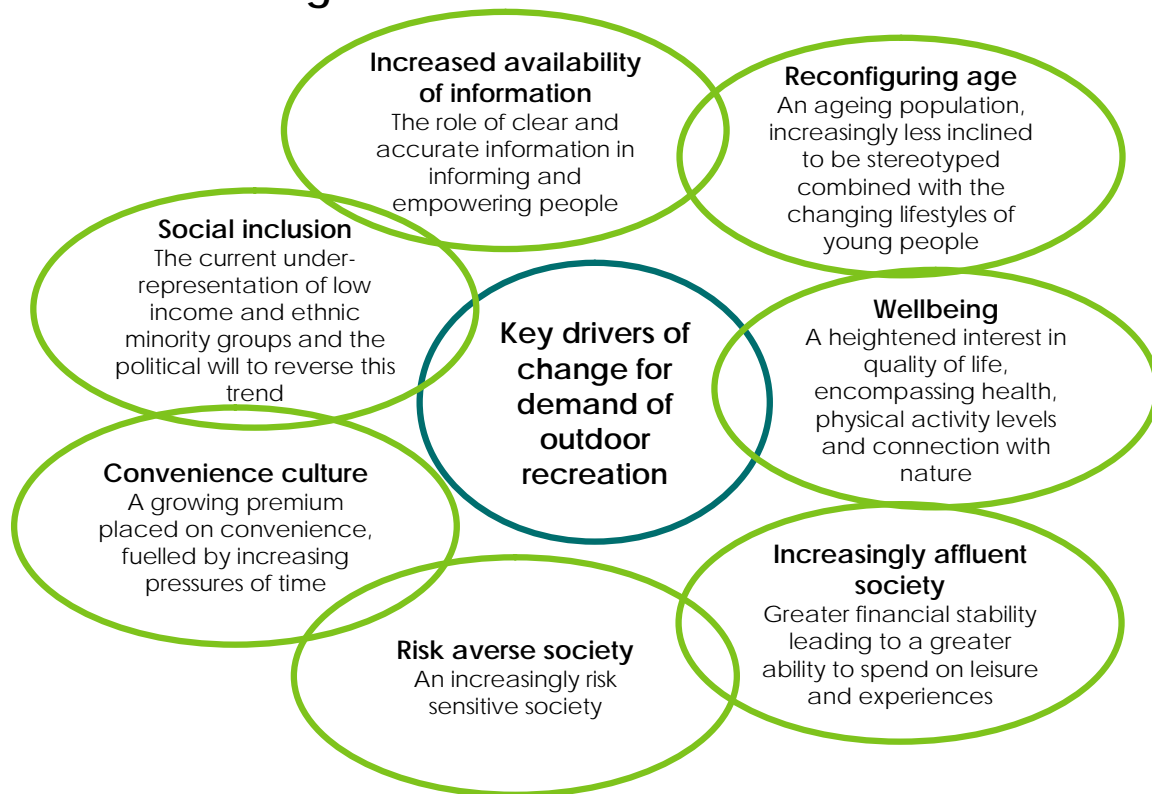 Increased availability
of information
The role of clear and
accurate information in
informing and
empowering people
Reconfiguring age
An ageing population,
increasingly less inclined
to be stereotyped
combined with the
changing lifestyles of
young people
Social inclusion
The current under-
representation of low
income and ethnic
minority groups and the
political will to reverse this
trend
Key drivers of
change for
demand of
outdoor
recreation
Wellbeing
A heightened interest in
quality of life,
encompassing health,
physical activity levels
and connection with
nature
Convenience culture
A growing premium
placed on convenience,
fuelled by increasing
pressures of time
Increasingly affluent
society
Greater financial stability
leading to a greater
ability to spend on leisure
and experiences
Risk averse society
An increasingly risk
sensitive society